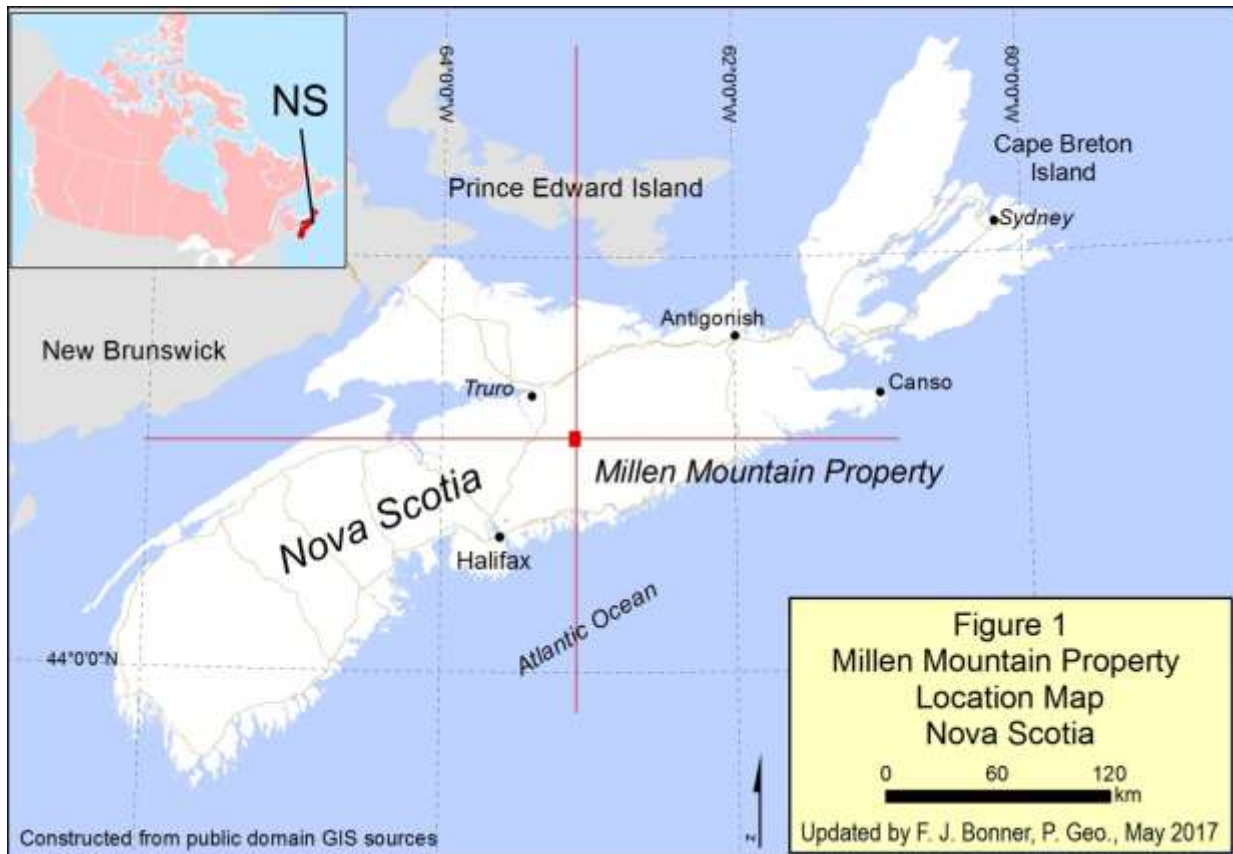 NS
64°0'0"W
62°0'0"W
60°0'0"W
Cape Breton
Island
Prince Edward Island
Sydney
Antigonish
New Brunswick
Truro
Canso
Millen Mountain Property
Nova Scotia
Halifax
Atlantic Ocean
44°0'0"N
Figure 1
Millen Mountain Property
Location Map
Nova Scotia
0 60 120
km
Updated by F. J. Bonner, P. Geo., May 2017
z
Constructed from public domain GIS sources